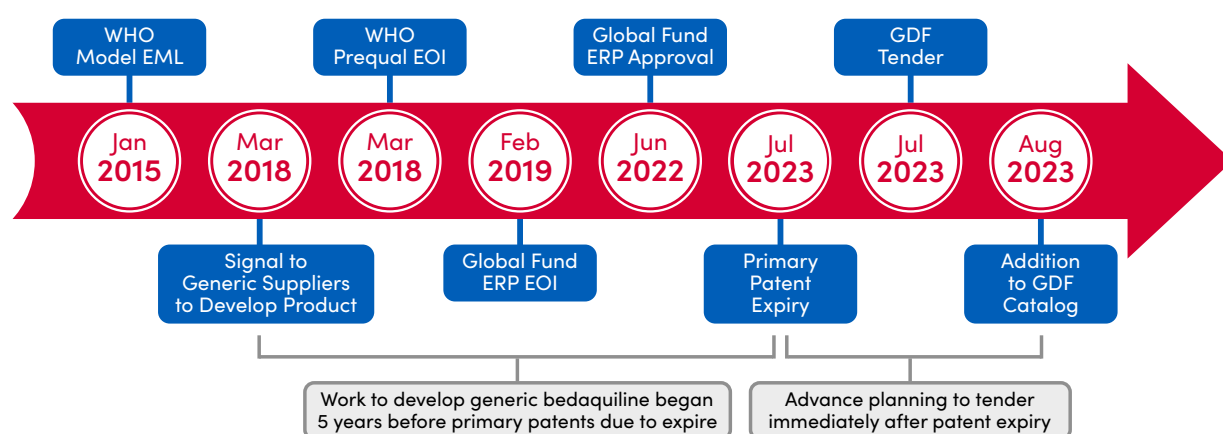 WHO
Model EML
WHO
Prequal EOI
Global Fund
ERP Approval
GDF
Tender
Jan
2015
Mar
2018
Mar
2018
Feb
2019
Jun
2022
Jul
2023
Jul
2023
Aug
2023
Signal to
Generic Suppliers
to Develop Product
Global Fund
ERP EOI
Primary
Patent
Expiry
Addition
to GDF
Catalog
Work to develop generic bedaquiline began
5 years before primary patents due to expire
Advance planning to tender
immediately after patent expiry